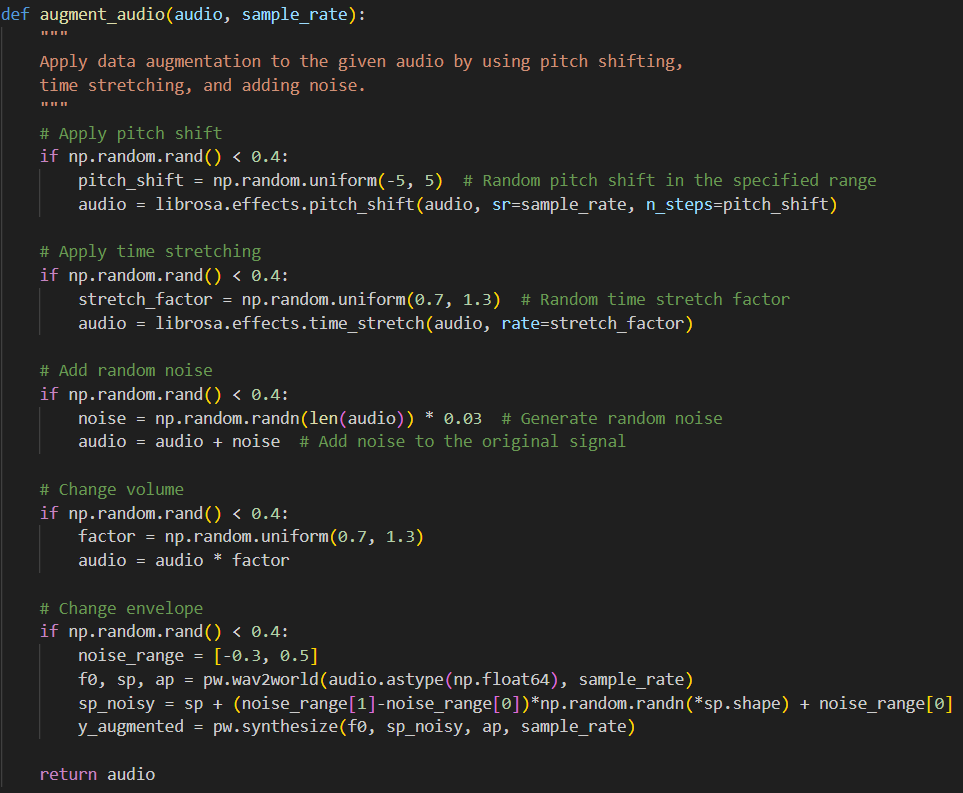 def augment_audio(audio, sample_rate):
    """
    Apply data augmentation to the given audio by using pitch shifting,
    time stretching, and adding noise.
    """
    # Apply pitch shift
    if np.random.rand() < 0.4:
        pitch_shift = np.random.uniform(-5, 5)  # Random pitch shift in the specified range
        audio = librosa.effects.pitch_shift(audio, sr=sample_rate, n_steps=pitch_shift)

    # Apply time stretching
    if np.random.rand() < 0.4:
        stretch_factor = np.random.uniform(0.7, 1.3)  # Random time stretch factor
        audio = librosa.effects.time_stretch(audio, rate=stretch_factor)

    # Add random noise
    if np.random.rand() < 0.4:
        noise = np.random.randn(len(audio)) * 0.03  # Generate random noise
        audio = audio + noise  # Add noise to the original signal

    # Change volume
    if np.random.rand() < 0.4:
        factor = np.random.uniform(0.7, 1.3)
        audio = audio * factor

    # Change envelope
    if np.random.rand() < 0.4:
        noise_range = [-0.3, 0.5]
        f0, sp, ap = pw.wav2world(audio.astype(np.float64), sample_rate)
        sp_noisy = sp + (noise_range[1]-noise_range[0])*np.random.randn(*sp.shape) + noise_range[0]
        y_augmented = pw.synthesize(f0, sp_noisy, ap, sample_rate)

    return audio